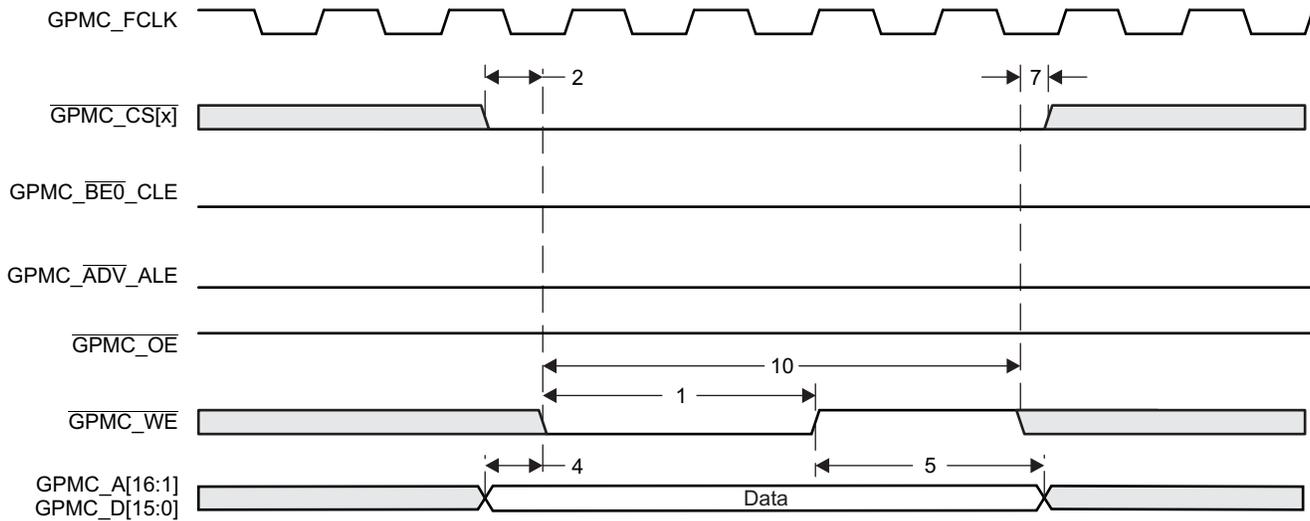 GPMC_FCLK
2
7
GPMC_CS[x]
GPMC_BE0_CLE
GPMC_ADV_ALE
GPMC_OE
10
1
GPMC_WE
4
5
GPMC_A[16:1]
GPMC_D[15:0]
Data